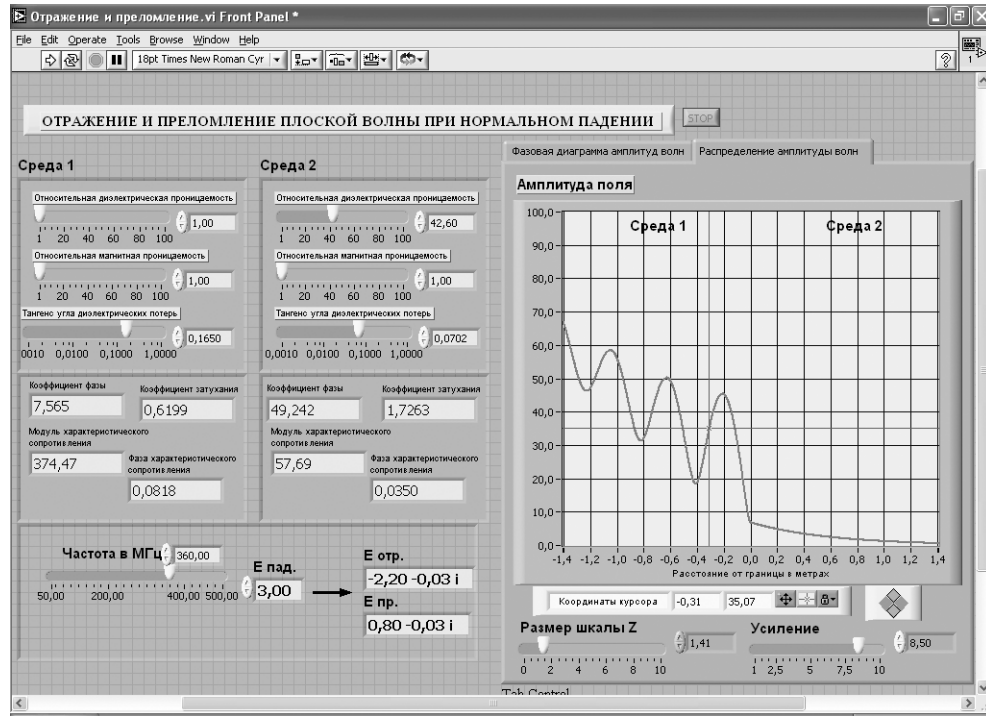 Отражение и преломление.vi Front Panel *
File Edit Operate Tools Browse Window Help
18pt Times New Roman Cyr
?
1
ОТРАЖЕНИЕ И ПРЕЛОМЛЕНИЕ ПЛОСКОЙ ВОЛНЫ ПРИ НОРМАЛЬНОМ ПАДЕНИИ
STOP
Среда 1
Относительная диэлектрическая проницаемость
1,00
1 20 40 60 80 100
Относительная магнитная проницаемость
1,00
1 20 40 60 80 100
Тангенс угла диэлектрических потерь
0,1650
0010 0,0100 0,1000 1,0000
Коэффициент фазы
7,565
Коэффициент затухания
0,6199
Модуль характеристического
сопротивления
374,47
Фаза характеристического
сопротивления
0,0818
Среда 2
Относительная диэлектрическая проницаемость
42,60
1 20 40 60 80 100
Относительная магнитная проницаемость
1,00
1 20 40 60 80 100
Тангенс угла диэлектрических потерь
0,0702
0,0010 0,0100 0,1000 1,0000
Коэффициент фазы
49,242
Коэффициент затухания
1,7263
Модуль характеристического
сопротивления
57,69
Фаза характеристического
сопротивления
0,0350
Частота в МГц
360,00
50,00 200,00 400,00 500,00
E пад.
3,00
E отр.
-2,20 -0,03 i
E пр.
0,80 -0,03 i
Фазовая диаграмма амплитуд волн
Распределение амплитуды волн
Амплитуда поля
Среда 1
Среда 2
100,0
90,0
80,0
70,0
60,0
50,0
40,0
30,0
20,0
10,0
0,0
-1,4 -1,2 -1,0 -0,8 -0,6 -0,4 -0,2 0,0 0,2 0,4 0,6 0,8 1,0 1,2 1,4
Расстояние от границы в метрах
Координаты курсора -0,31 35,07
Размер шкалы Z
1,41
0 2 4 6 8 10
Усиление
8,50
1 2,5 5 7,5 10
Tab Control